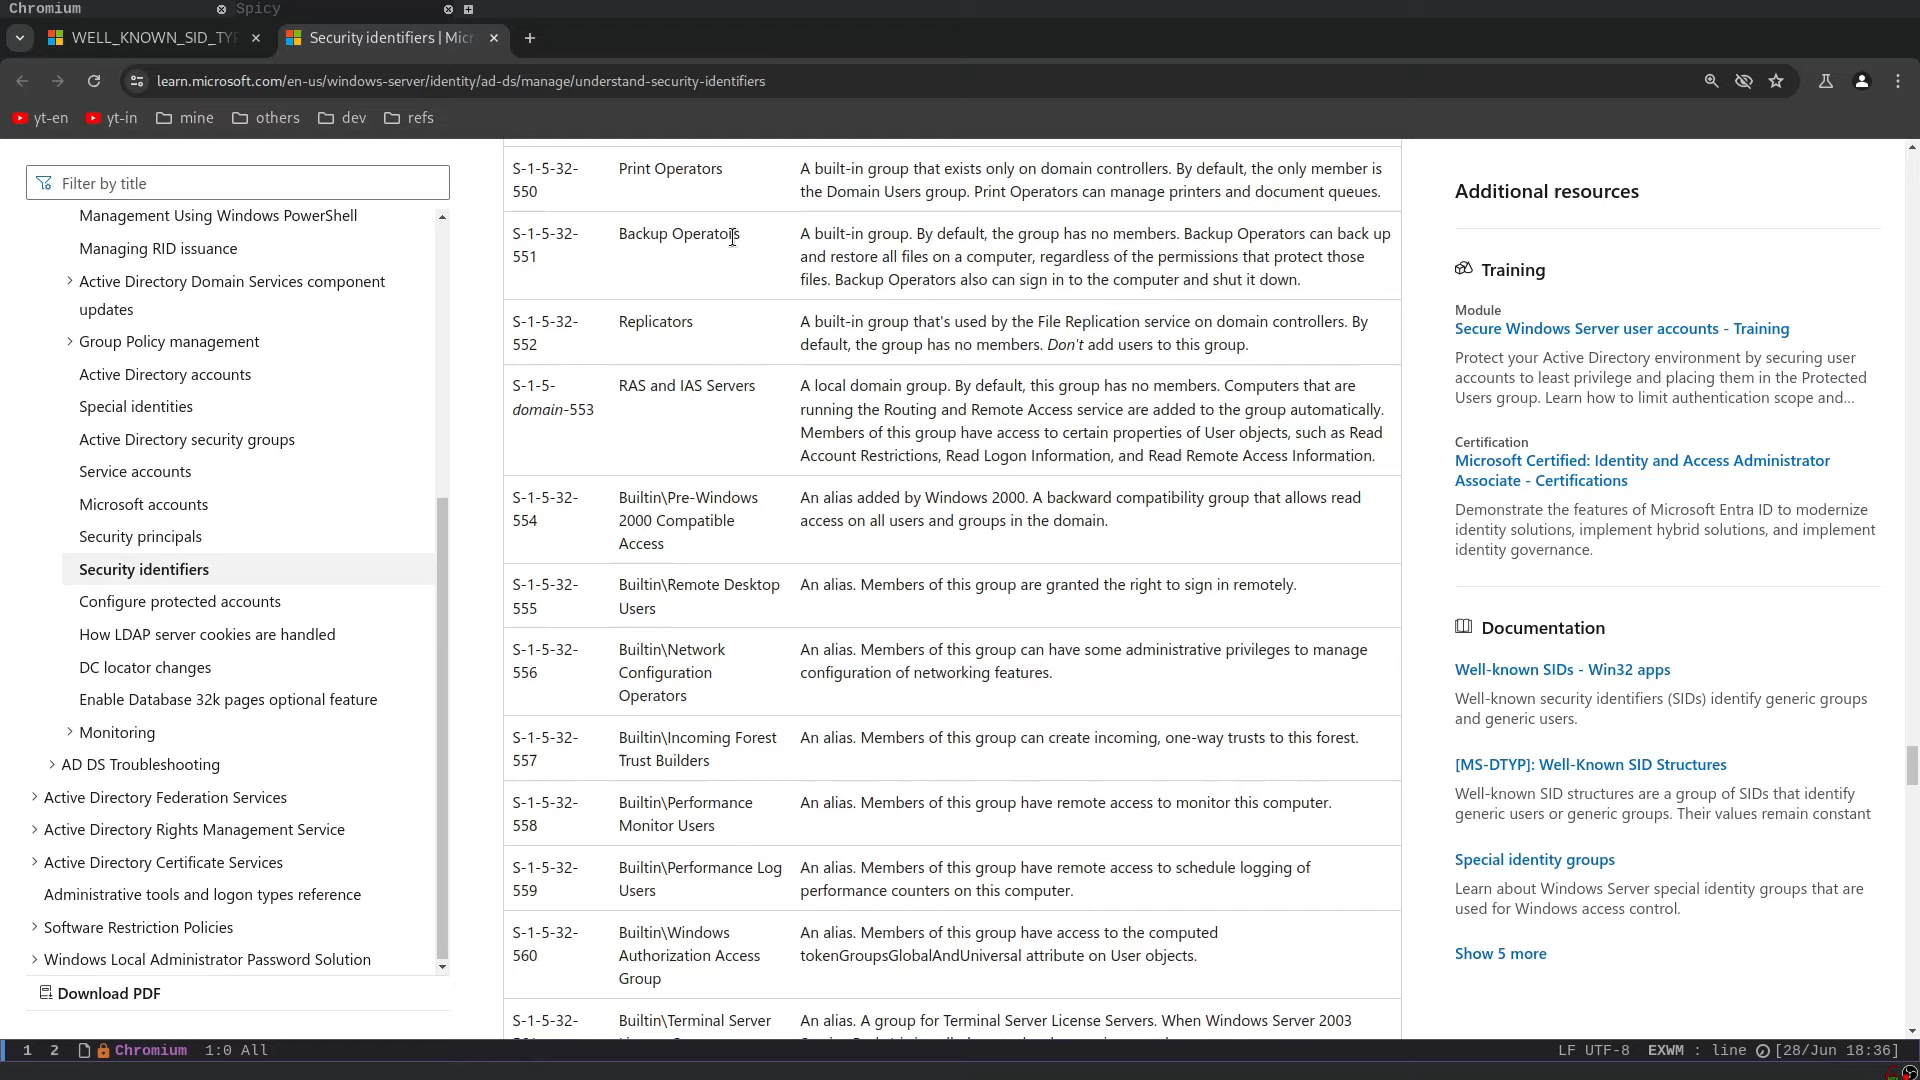 Chromium
Spicy
WELL_KNOWN_SID_TY
Security identifiers | Micr
learn.microsoft.com/en-us/windows-server/identity/ad-ds/manage/understand-security-identifiers
yt-en
yt-in
mine
others
dev
refs
Filter by title
Management Using Windows PowerShell
Managing RID issuance
Active Directory Domain Services component
updates
Group Policy management
Active Directory accounts
Special identities
Active Directory security groups
Service accounts
Microsoft accounts
Security principals
Security identifiers
Configure protected accounts
How LDAP server cookies are handled
DC locator changes
Enable Database 32k pages optional feature
Monitoring
AD DS Troubleshooting
Active Directory Federation Services
Active Directory Rights Management Service
Active Directory Certificate Services
Administrative tools and logon types reference
Software Restriction Policies
Windows Local Administrator Password Solution
Download PDF
S-1-5-32-
550
Print Operators
A built-in group that exists only on domain controllers. By default, the only member is
the Domain Users group. Print Operators can manage printers and document queues.
S-1-5-32-
551
Backup Operators
A built-in group. By default, the group has no members. Backup Operators can back up
and restore all files on a computer, regardless of the permissions that protect those
files. Backup Operators also can sign in to the computer and shut it down.
S-1-5-32-
552
Replicators
A built-in group that's used by the File Replication service on domain controllers. By
default, the group has no members. Don't add users to this group.
S-1-5-
domain-553
RAS and IAS Servers
A local domain group. By default, this group has no members. Computers that are
running the Routing and Remote Access service are added to the group automatically.
Members of this group have access to certain properties of User objects, such as Read
Account Restrictions, Read Logon Information, and Read Remote Access Information.
S-1-5-32-
554
Builtin\Pre-Windows
2000 Compatible
Access
An alias added by Windows 2000. A backward compatibility group that allows read
access on all users and groups in the domain.
S-1-5-32-
555
Builtin\Remote Desktop
Users
An alias. Members of this group are granted the right to sign in remotely.
S-1-5-32-
556
Builtin\Network
Configuration
Operators
An alias. Members of this group can have some administrative privileges to manage
configuration of networking features.
S-1-5-32-
557
Builtin\Incoming Forest
Trust Builders
An alias. Members of this group can create incoming, one-way trusts to this forest.
S-1-5-32-
558
Builtin\Performance
Monitor Users
An alias. Members of this group have remote access to monitor this computer.
S-1-5-32-
559
Builtin\Performance Log
Users
An alias. Members of this group have remote access to schedule logging of
performance counters on this computer.
S-1-5-32-
560
Builtin\Windows
Authorization Access
Group
An alias. Members of this group have access to the computed
tokenGroupsGlobalAndUniversal attribute on User objects.
S-1-5-32-
Builtin\Terminal Server
An alias. A group for Terminal Server License Servers. When Windows Server 2003
Additional resources
Training
Module
Secure Windows Server user accounts - Training
Protect your Active Directory environment by securing user
accounts to least privilege and placing them in the Protected
Users group. Learn how to limit authentication scope and...
Certification
Microsoft Certified: Identity and Access Administrator
Associate - Certifications
Demonstrate the features of Microsoft Entra ID to modernize
identity solutions, implement hybrid solutions, and implement
identity governance.
Documentation
Well-known SIDs - Win32 apps
Well-known security identifiers (SIDs) identify generic groups
and generic users.
[MS-DTYP]: Well-Known SID Structures
Well-known SID structures are a group of SIDs that identify
generic users or generic groups. Their values remain constant
Special identity groups
Learn about Windows Server special identity groups that are
used for Windows access control.
Show 5 more
1 2 Chromium 1:0 All
LF UTF-8 EXWM : line [28/Jun 18:36]